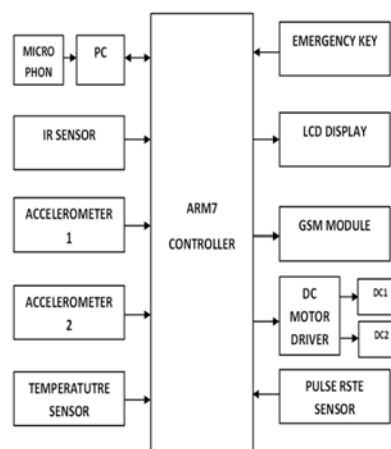 MICRO
PHON
PC
IR SENSOR
ACCELEROMETER
1
ACCELEROMETER
2
TEMPERATUTRE
SENSOR
ARM7
CONTROLLER
EMERGENCY KEY
LCD DISPLAY
GSM MODULE
DC
MOTOR
DRIVER
DC1
DC2
PULSE RSTE
SENSOR